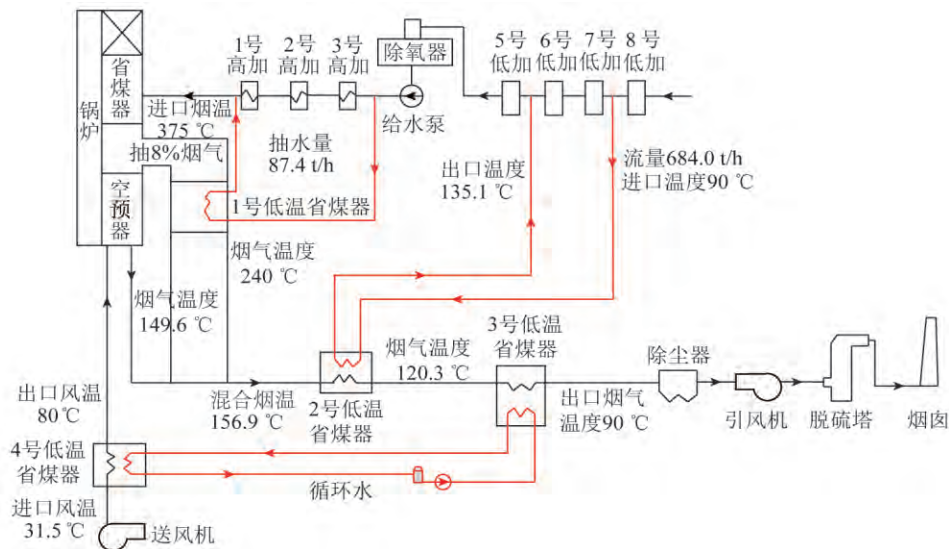 1号
高加
2号
高加
3号
高加
除氧器
5号
低加
6号
低加
7号
低加
8 号
低加
省煤器
锅炉
进口烟温
375 ℃
抽8%烟气
空预器
给水泵
抽水量
87.4 t/h
1号低温省煤器
出口温度
135.1 ℃
流量684.0 t/h
进口温度90 ℃
烟气温度
240 ℃
烟气温度
149.6 ℃
3号低温
省煤器
烟气温度
120.3 ℃
除尘器
混合烟温
156.9 ℃
2号低温
省煤器
出口烟气
温度90 ℃
引风机
脱硫塔
烟囱
出口风温
80℃
4号低温
省煤器
循环水
进口风温
31.5 ℃
送风机